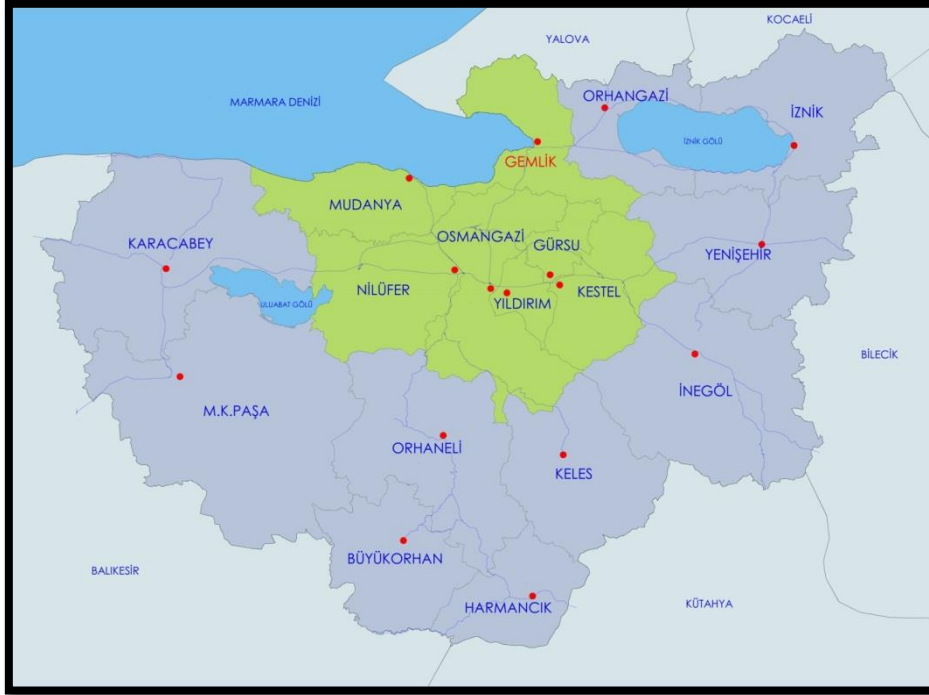 KOCAELİ
YALOVA
ORHANGAZİ
MARMARA DENİZİ
İZNİK
İZNİK GÖLÜ
GEMLİK
MUDANYA
OSMANGAZİ
KARACABEY
GÜRSU
YENİŞEHİR
NİLÜFER
KESTEL
ULUABAT GÖLÜ
YILDIRIM
BİLECİK
İNEGÖL
M.K.PAŞA
ORHANELİ
KELES
BÜYÜKORHAN
BALIKESİR
HARMANCIK
KÜTAHYA